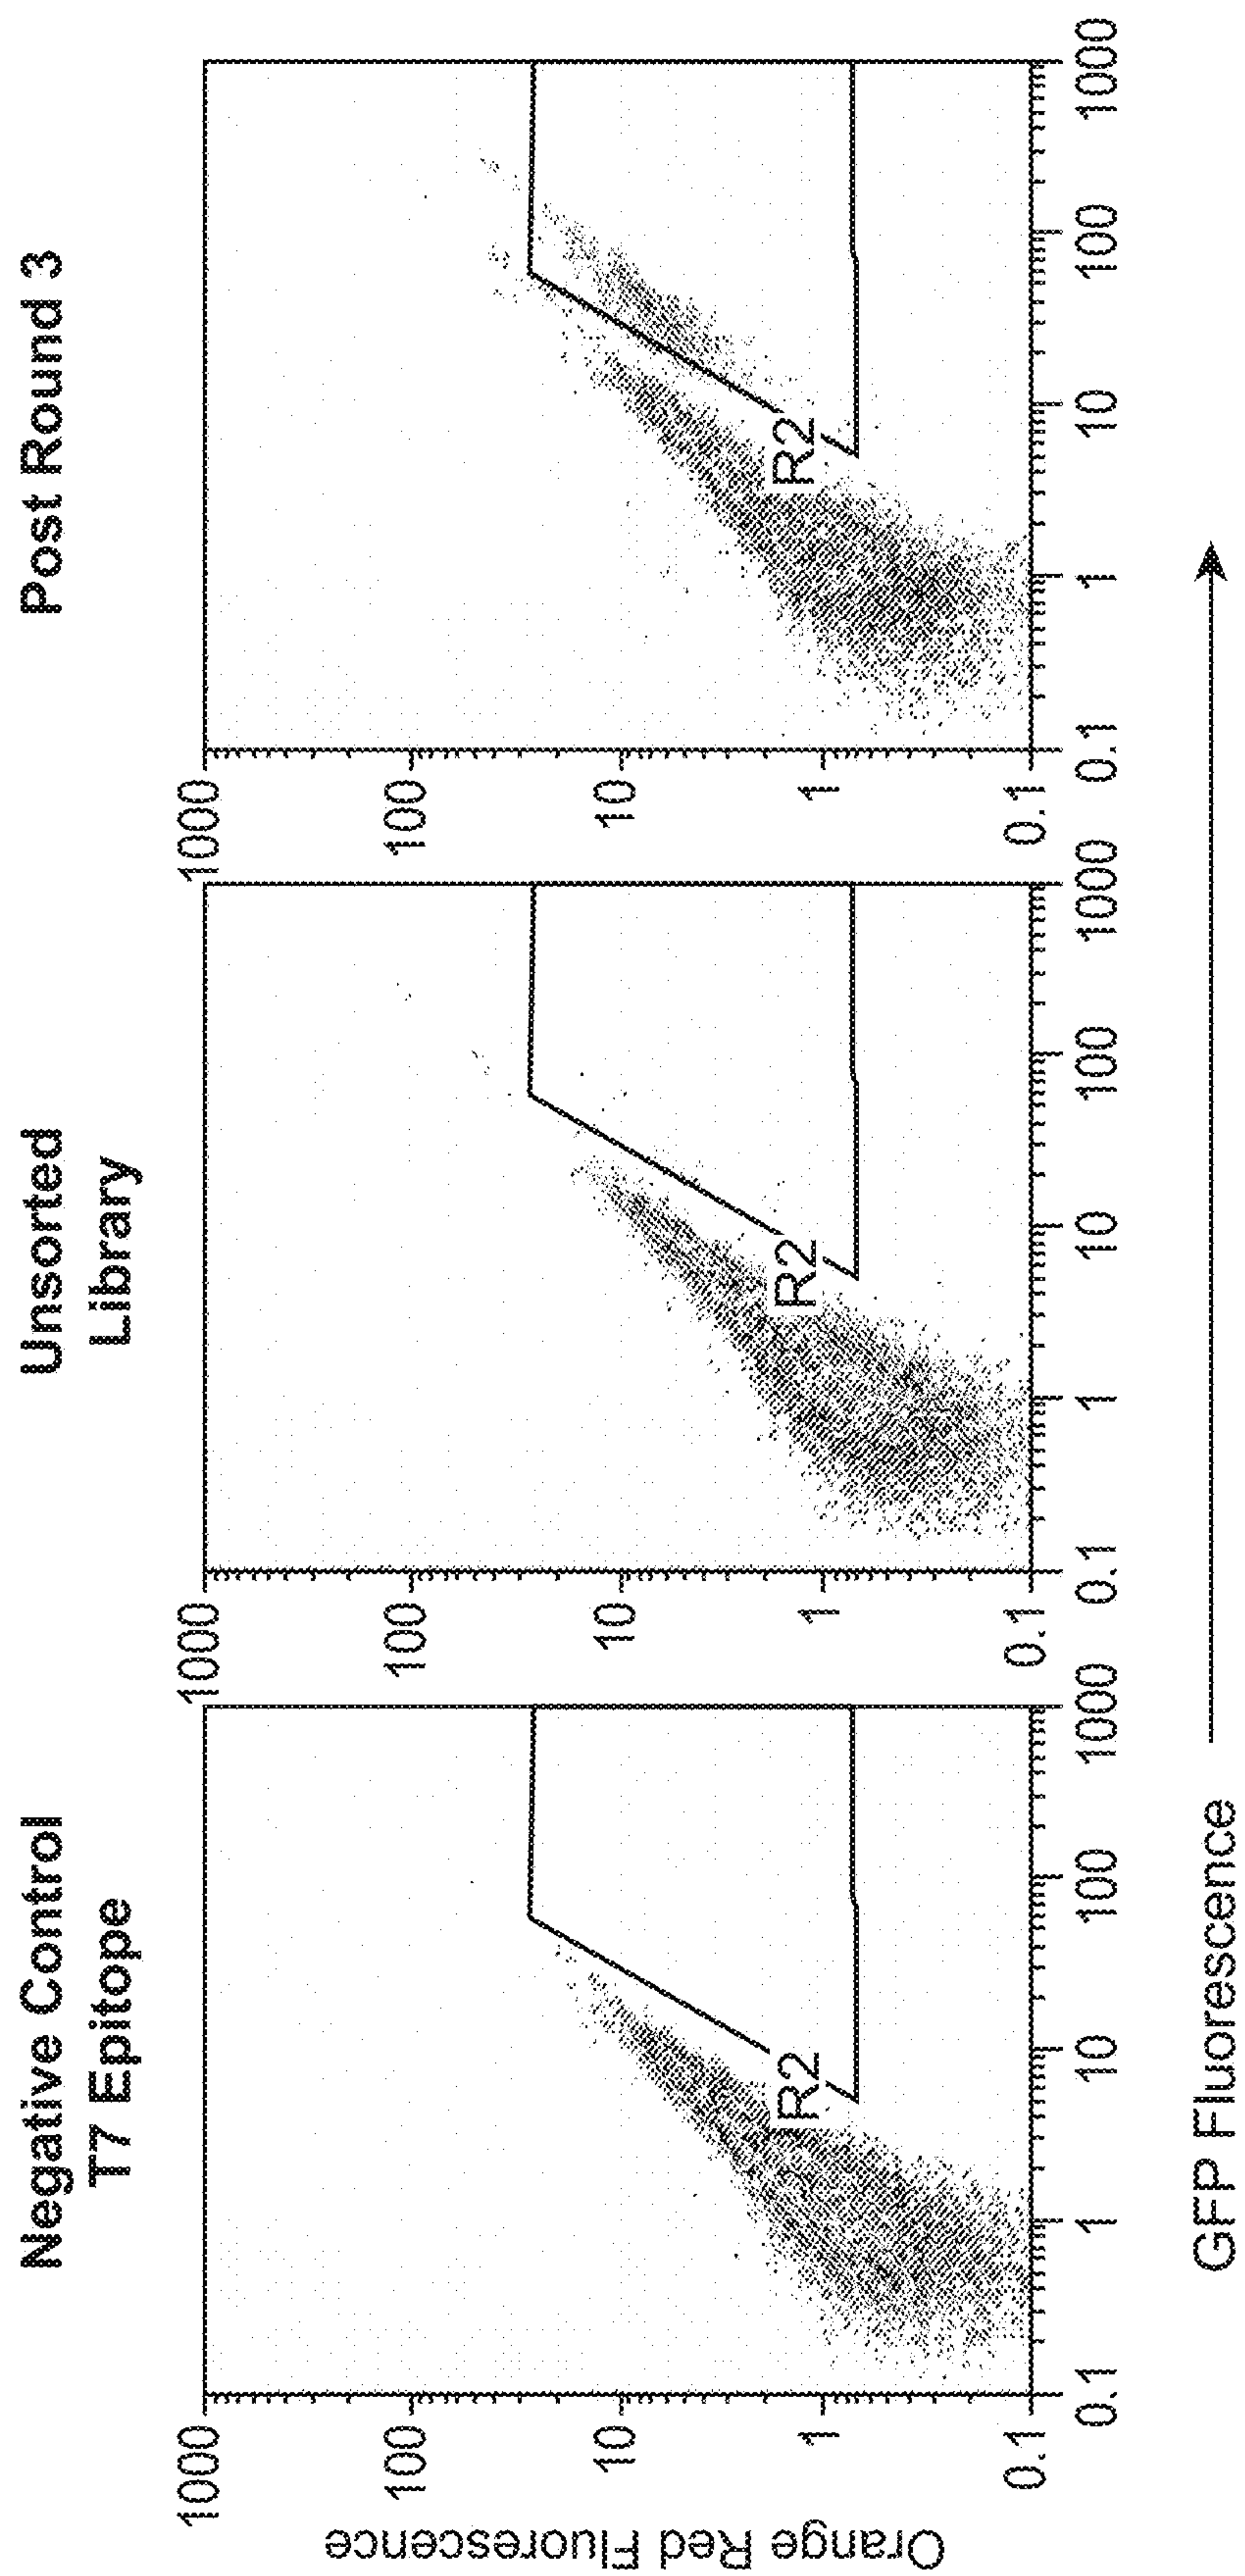 Negative Control
T7 Epitope
Unsorted
Library
Post Round 3
Orange Red Fluorescence
1000
100
10
1
0.1
R2
0.1 1 10 100 1000
1000
100
10
1
0.1
R2
0.1 1 10 100 1000
1000
100
10
1
0.1
R2
0.1 1 10 100 1000
GFP Fluorescence